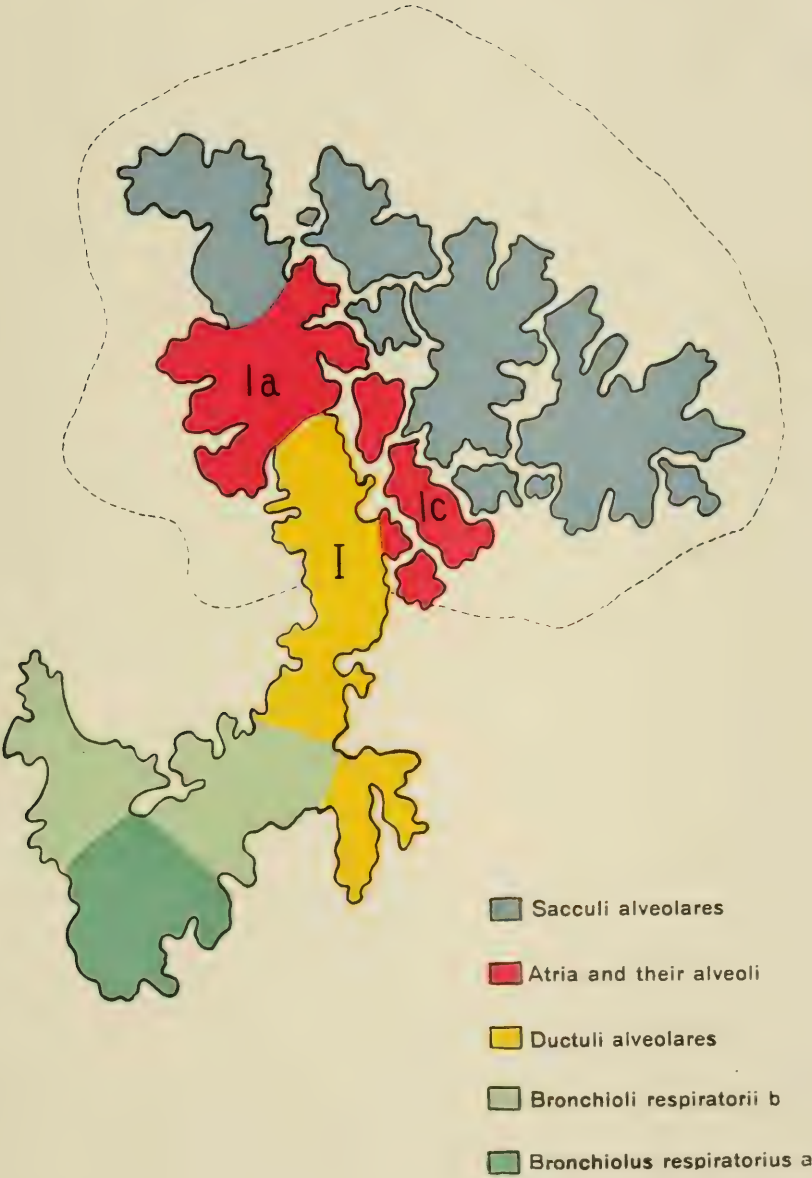 Ia
Ic
I
Sacculi alveolares
Atria and their alveoli
Ductuli alveolares
Bronchioli respiratorii b
Bronchiolus respiratorius a